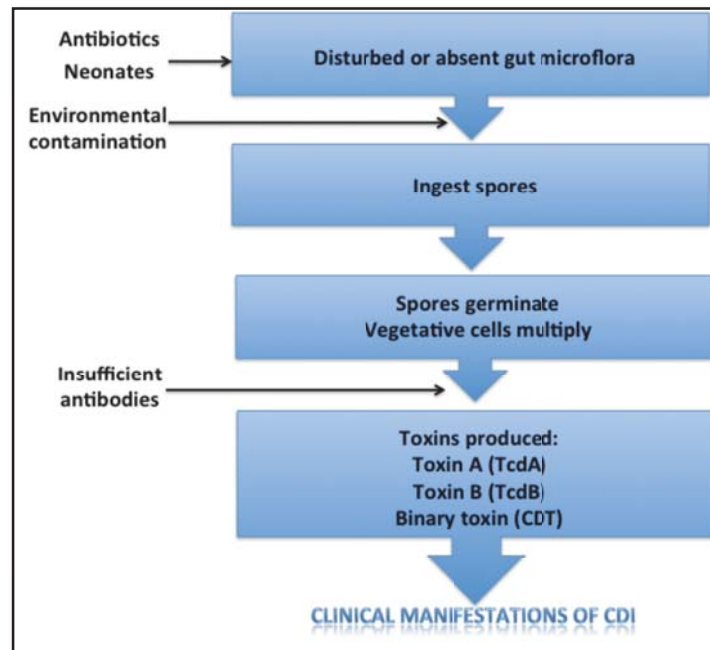 Antibiotics
Neonates
Disturbed or absent gut microflora
Environmental
contamination
Ingest spores
Spores germinate
Vegetative cells multiply
Insufficient
antibodies
Toxins produced:
Toxin A (TcdA)
Toxin B (TcdB)
Binary toxin (CDT)
CLINICAL MANIFESTATIONS OF CDI